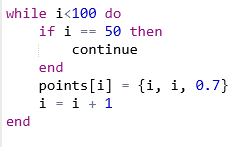 while i<100 do
    if i == 50 then
        continue
    end
    points[i] = {i, i, 0.7}
    i = i + 1
end